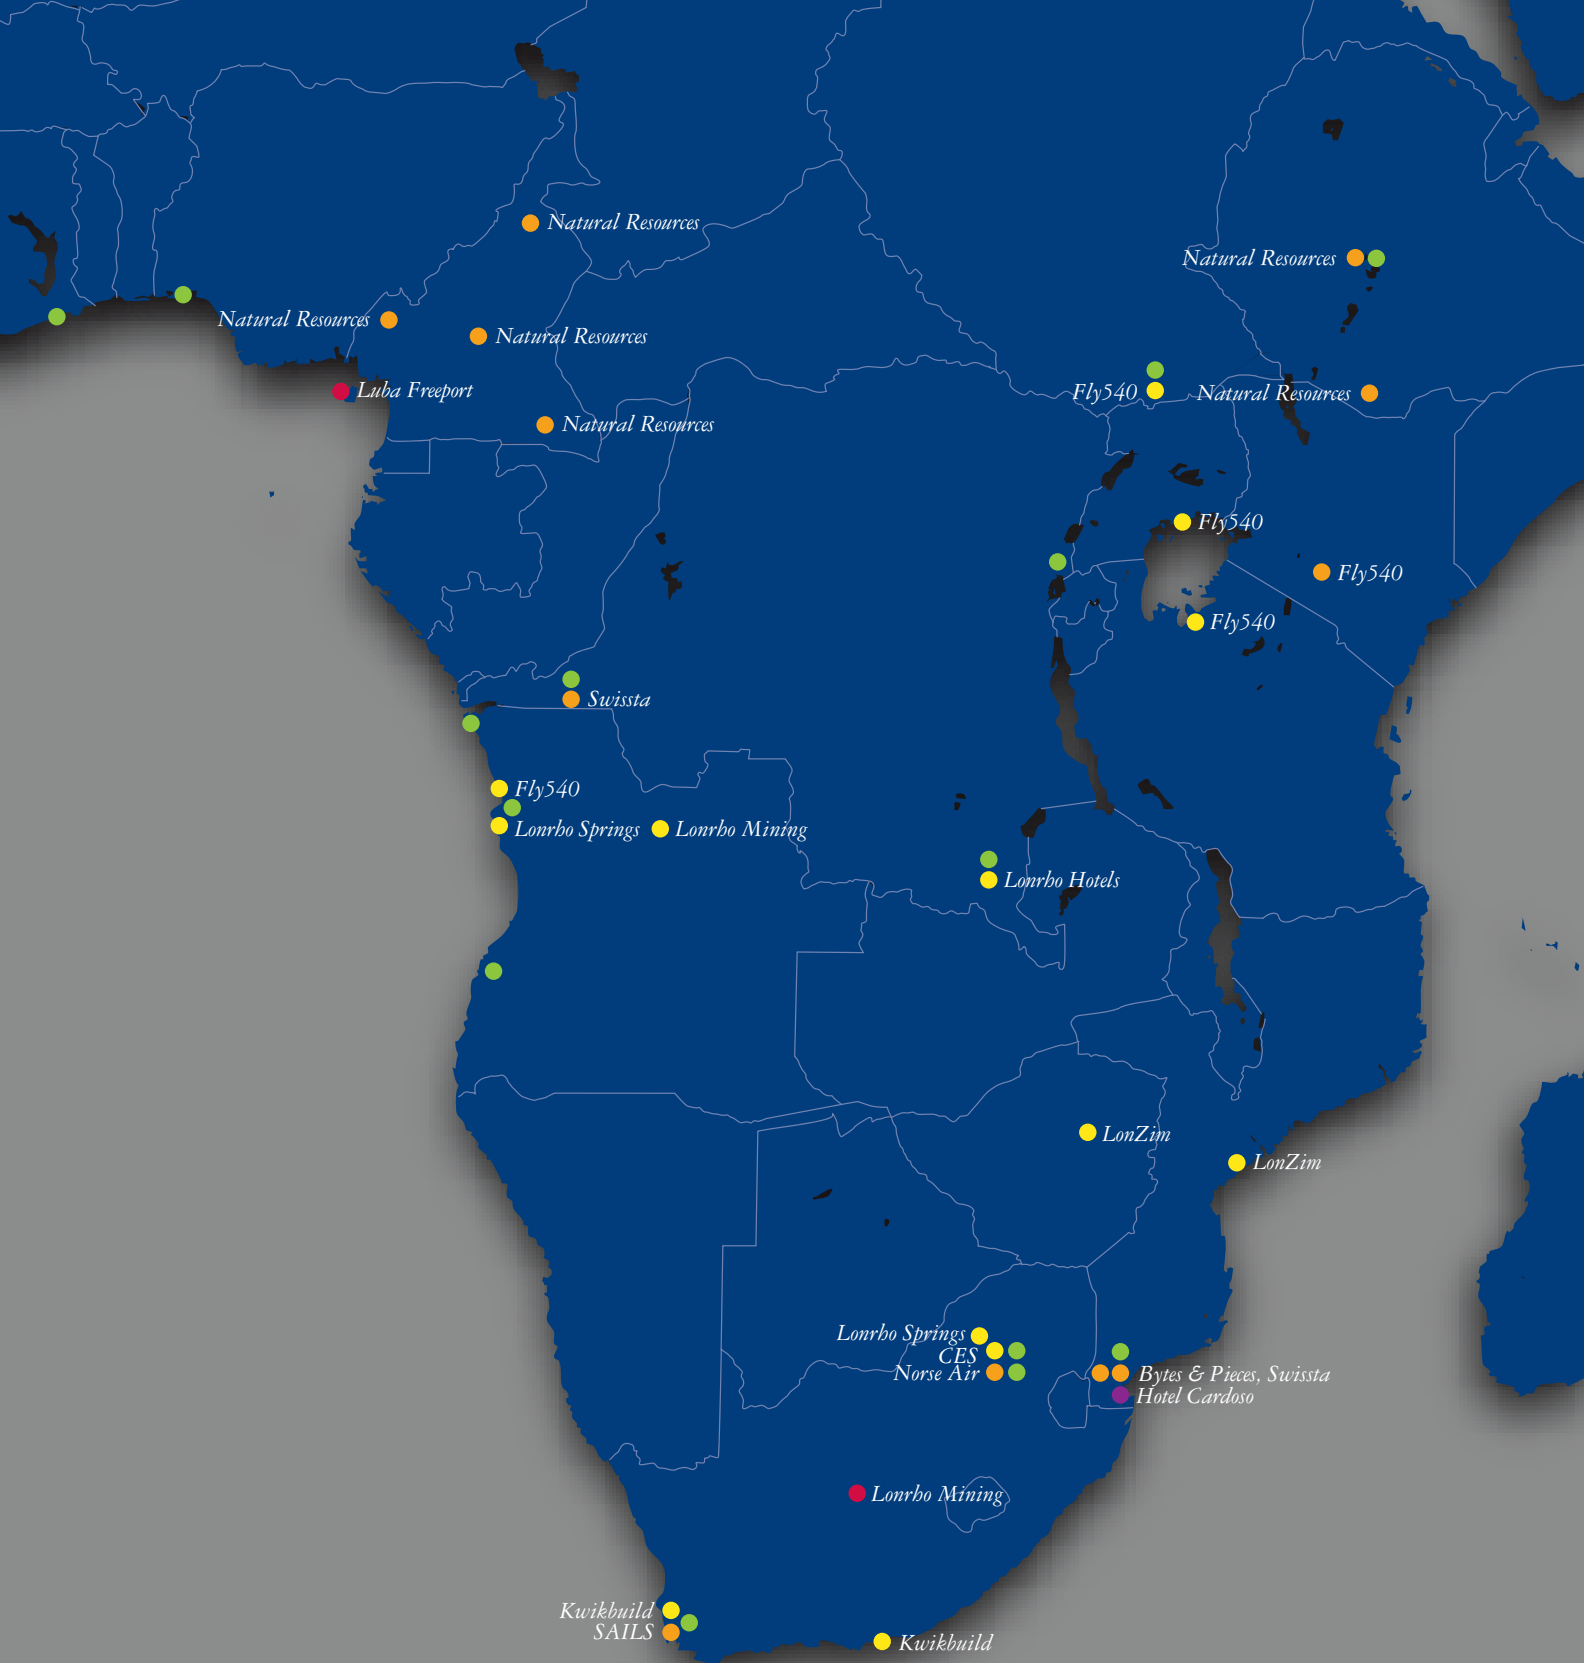 Natural Resources
Natural Resources
Natural Resources
Natural Resources
Luba Freeport
Fly540
Natural Resources
Natural Resources
Fly540
Fly540
Fly540
Swissta
Fly540
Lonrho Springs
Lonrho Mining
Lonrho Hotels
LonZim
LonZim
Lonrho Springs
CES
Norse Air
Bytes & Pieces, Swissta
Hotel Cardoso
Lonrho Mining
Kwikbuild
SAILS
Kwikbuild